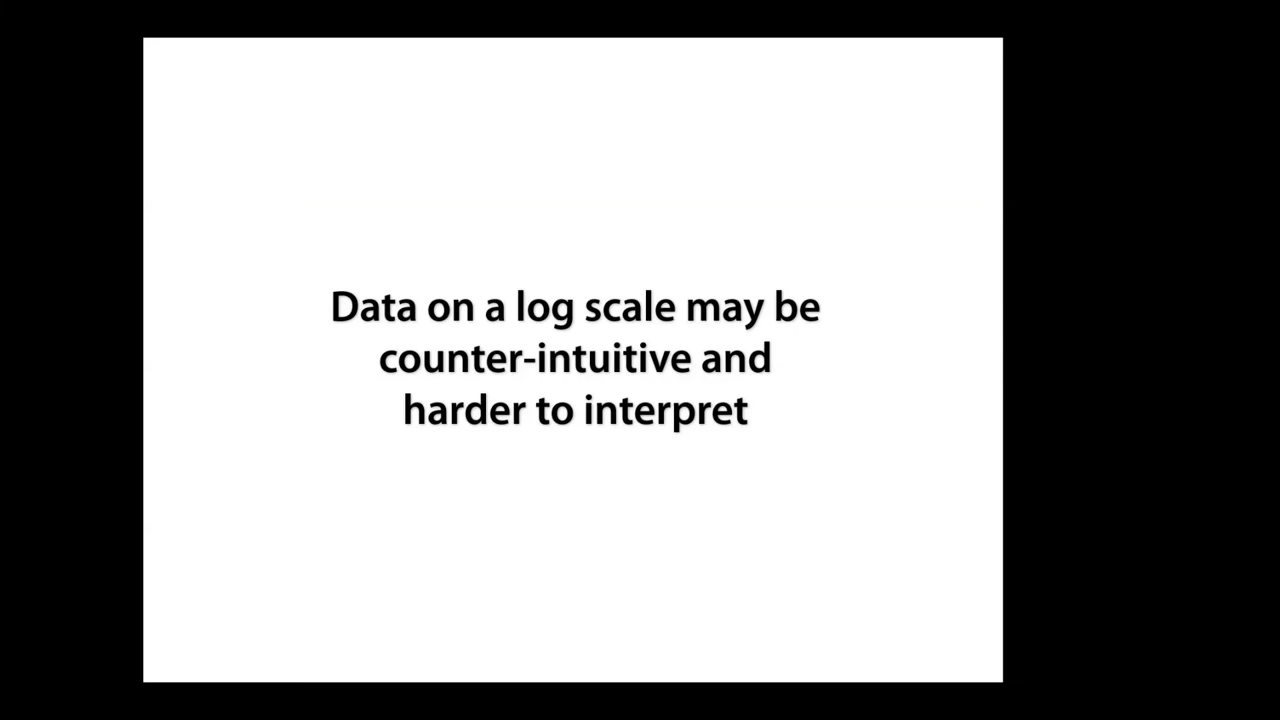 Data on a log scale may be
counter-intuitive and
harder to interpret